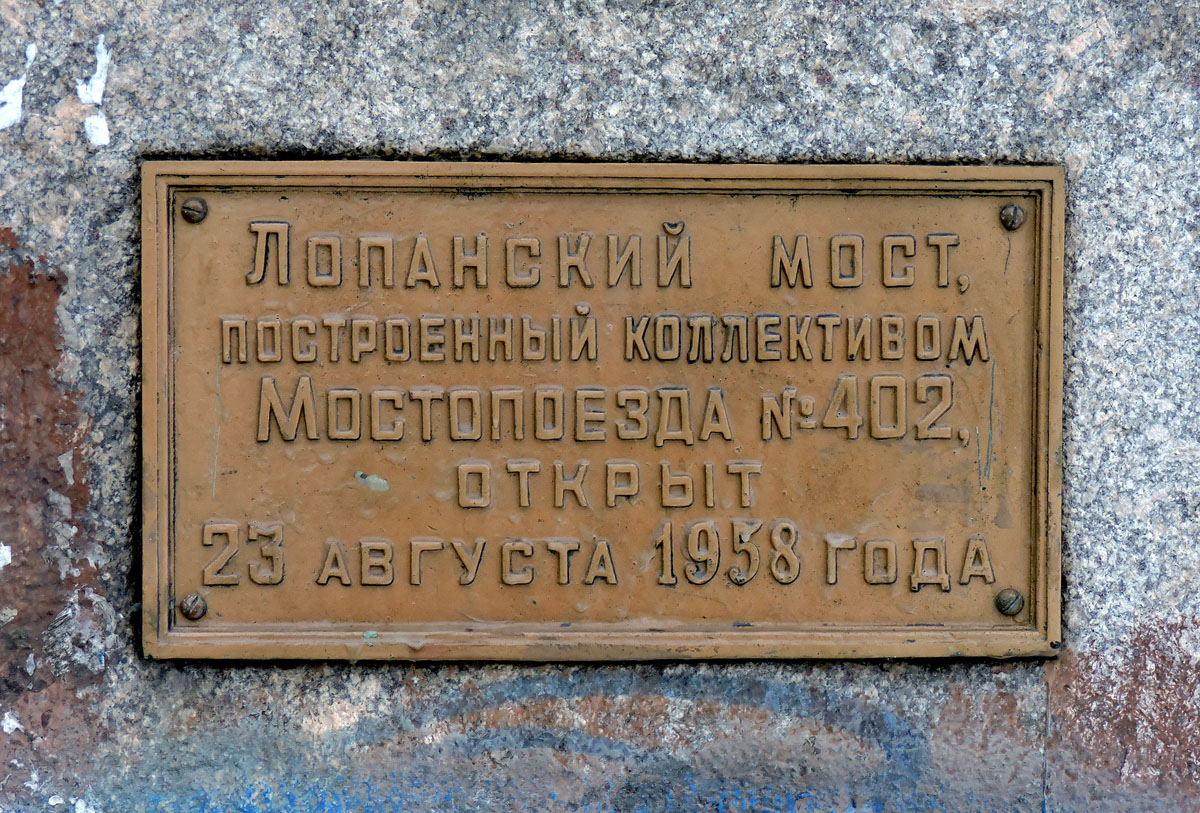 Лопанский мост,
построенный коллективом
Мостопоезда №402,
открыт
23 августа 1958 года